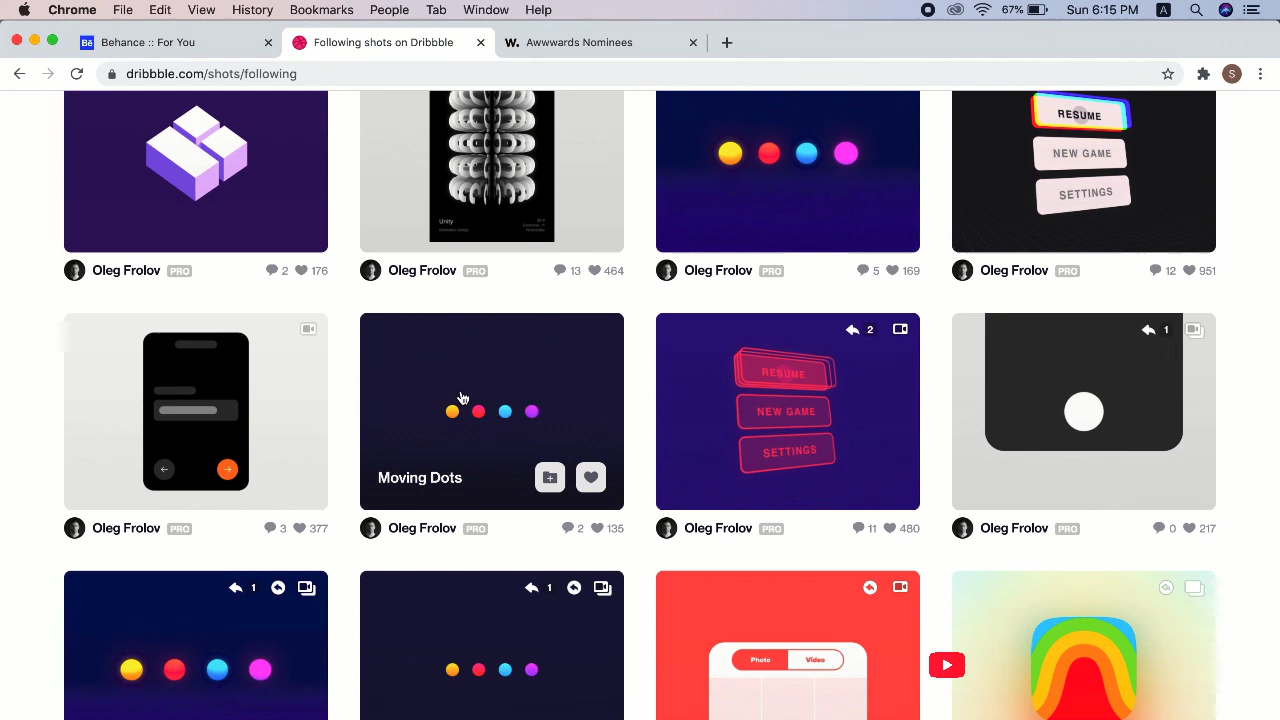 Chrome File Edit View History Bookmarks People Tab Window Help 67% Sun 6:15 PM A
Bē Behance :: For You Following shots on Dribbble W. Awwwards Nominees
dribbble.com/shots/following S
Unity
RESUME
NEW GAME
SETTINGS
Oleg Frolov PRO 2 176 Oleg Frolov PRO 13 464 Oleg Frolov PRO 5 169 Oleg Frolov PRO 12 951
2 1
RESUME
NEW GAME
SETTINGS
Moving Dots
Oleg Frolov PRO 3 377 Oleg Frolov PRO 2 135 Oleg Frolov PRO 11 480 Oleg Frolov PRO 0 217
1 1
Photo Video